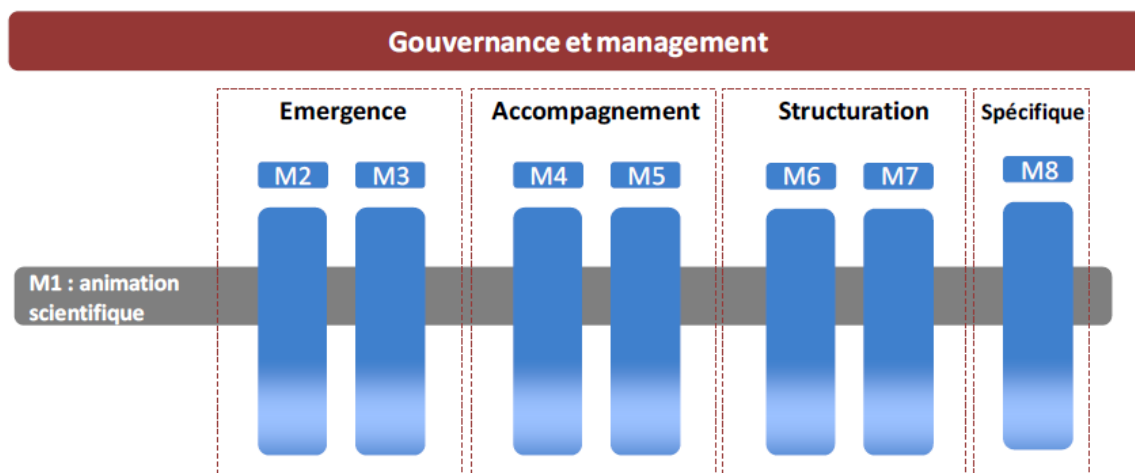 Gouvernance et management
Emergence
Accompagnement
Structuration
Spécifique
M2
M3
M4
M5
M6
M7
M8
M1 : animation
scientifique